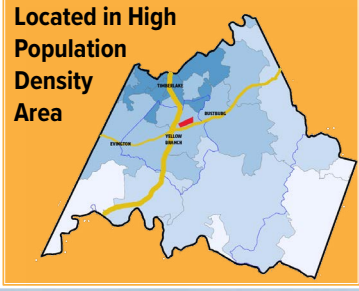 Located in High
Population
Density
Area
TIMBERLAKE
RUSTBURG
YELLOW
BRANCH
EVINGTON